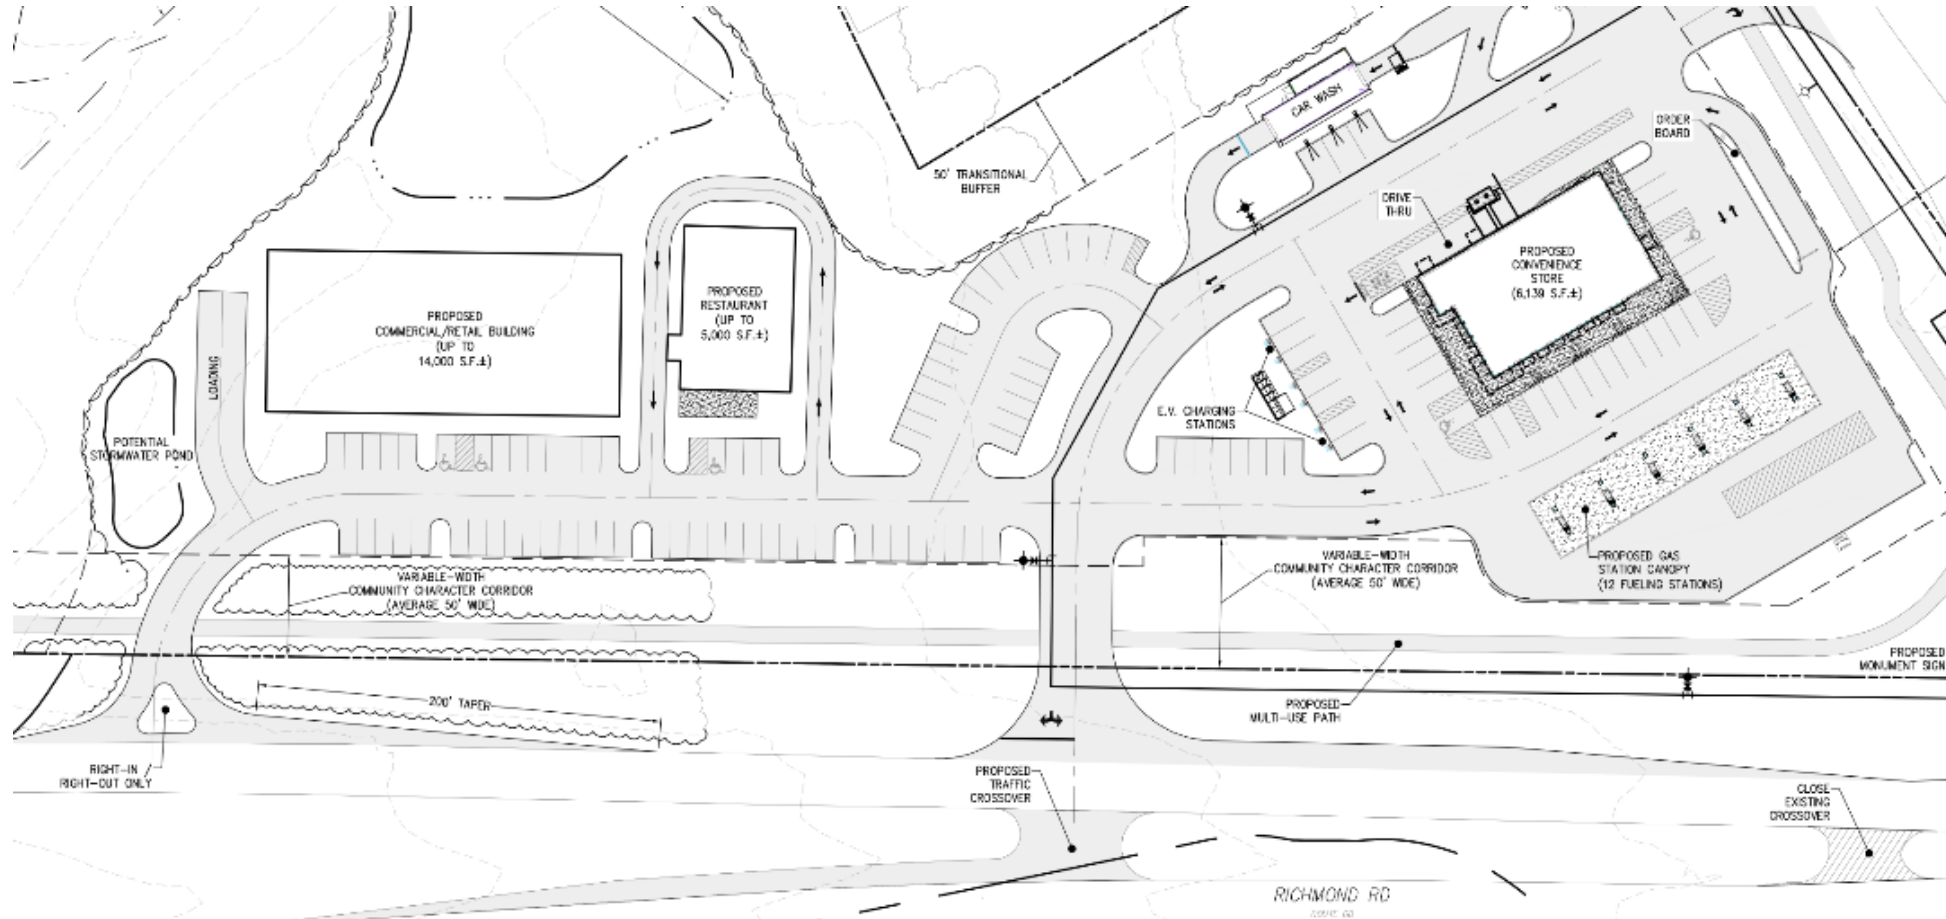 CAR WASH
ORDER
BOARD
50' TRANSITIONAL
BUFFER
DRIVE
THRU
PROPOSED
CONVENIENCE
STORE
(6,139 S.F.±)
PROPOSED
RESTAURANT
(UP TO
5,000 S.F.±)
PROPOSED
COMMERCIAL/RETAIL BUILDING
(UP TO
14,000 S.F.±)
LOADING
E.V. CHARGING
STATIONS
POTENTIAL
STORMWATER POND
PROPOSED GAS
STATION CANOPY
(12 FUELING STATIONS)
VARIABLE-WIDTH
COMMUNITY CHARACTER CORRIDOR
(AVERAGE 50' WIDE)
VARIABLE-WIDTH
COMMUNITY CHARACTER CORRIDOR
(AVERAGE 50' WIDE)
PROPOSED
MONUMENT SIGN
200' TAPER
PROPOSED
MULTI-USE PATH
RIGHT-IN
RIGHT-OUT ONLY
PROPOSED
TRAFFIC
CROSSOVER
CLOSE
EXISTING
CROSSOVER
RICHMOND RD